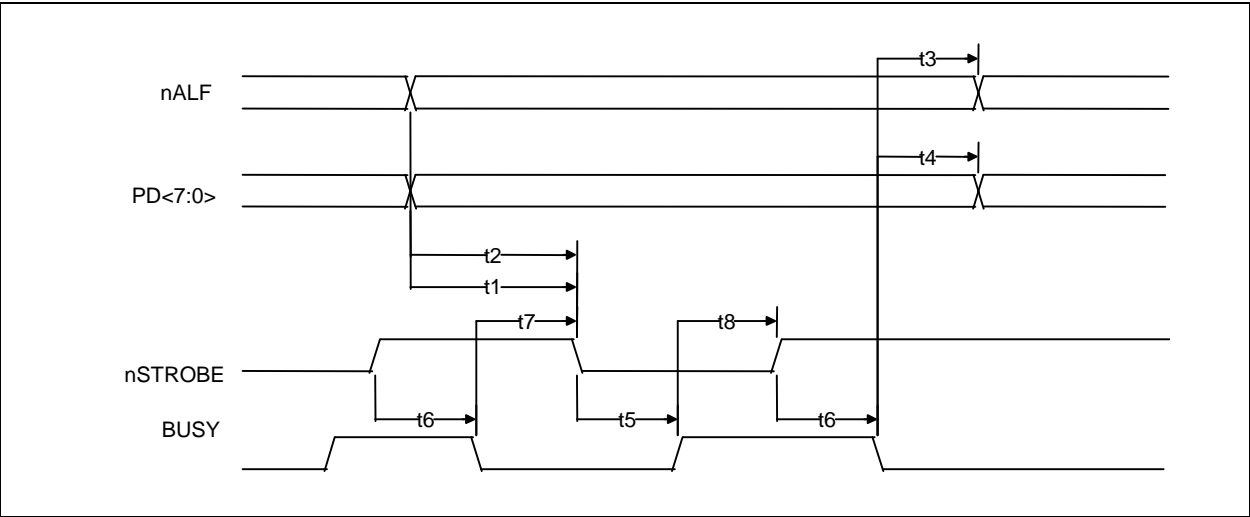 t3
nALF
t4
PD<7:0>
t2
t1
t7 t8
nSTROBE
t6 t5 t6
BUSY